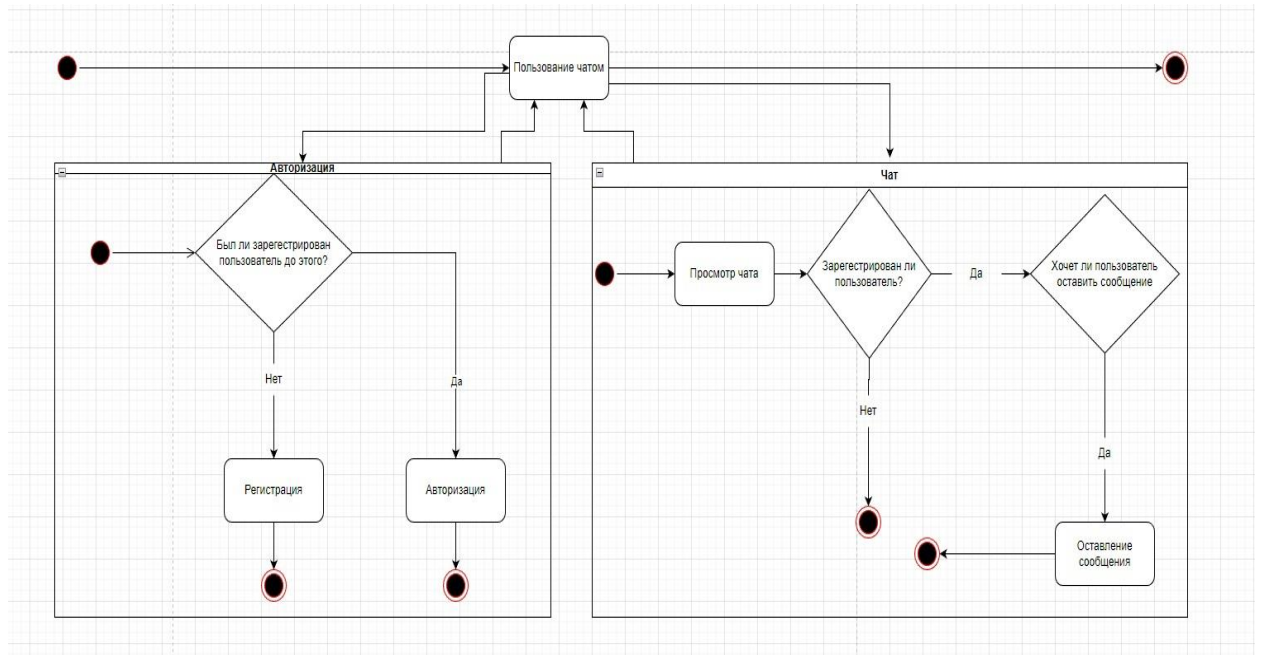 Пользование чатом
Авторизация
Был ли зарегестрирован
пользователь до этого?
Нет
Да
Регистрация
Авторизация
Чат
Просмотр чата
Зарегестрирован ли
пользователь?
Да
Хочет ли пользователь
оставить сообщение
Нет
Да
Оставление
сообщения